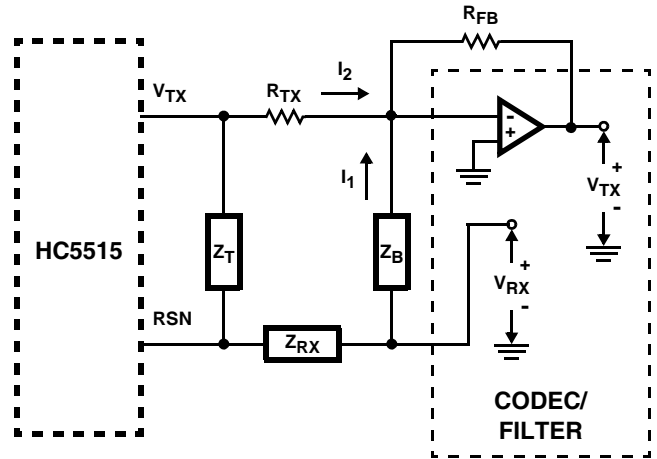 RFB
I2
VTX
RTX
-
+
I1
+
VTX
-
HC5515
ZT
ZB
+
VRX
-
RSN
ZRX
CODEC/
FILTER